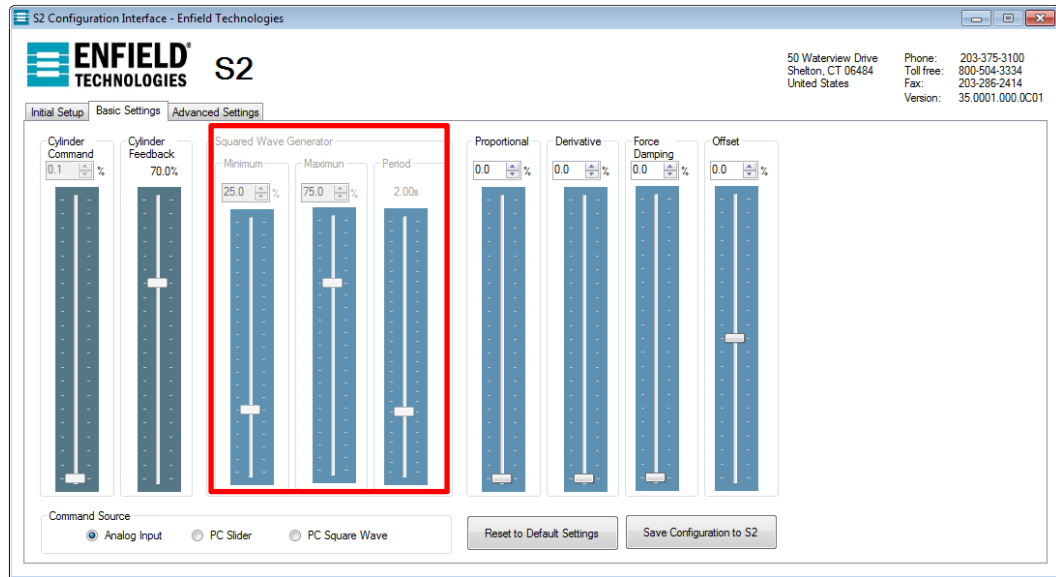 S2 Configuration Interface - Enfield Technologies
ENFIELD®
TECHNOLOGIES
S2
50 Waterview Drive
Shelton, CT 06484
United States
Phone: 203-375-3100
Toll free: 800-504-3334
Fax: 203-286-2414
Version: 35.0001.000.0C01
Initial Setup Basic Settings Advanced Settings
Cylinder Command
0.1 %
Cylinder Feedback
70.0%
Squared Wave Generator
Minimum
25.0 %
Maximun
75.0 %
Period
2.00s
Proportional
0.0 %
Derivative
0.0 %
Force Damping
0.0 %
Offset
0.0 %
Command Source
Analog Input PC Slider PC Square Wave
Reset to Default Settings
Save Configuration to S2